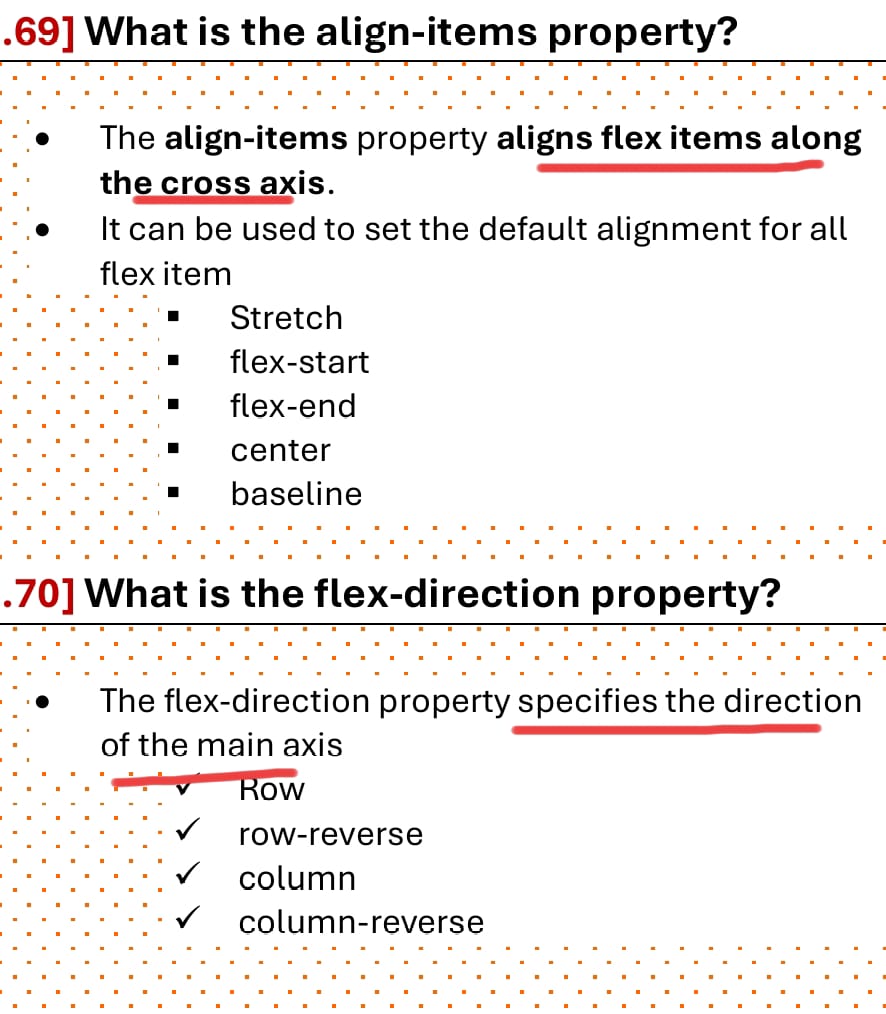 .69] What is the align-items property?
• The align-items property aligns flex items along
the cross axis.
• It can be used to set the default alignment for all
flex item
▪ Stretch
▪ flex-start
▪ flex-end
▪ center
▪ baseline
.70] What is the flex-direction property?
• The flex-direction property specifies the direction
of the main axis
✓ Row
✓ row-reverse
✓ column
✓ column-reverse